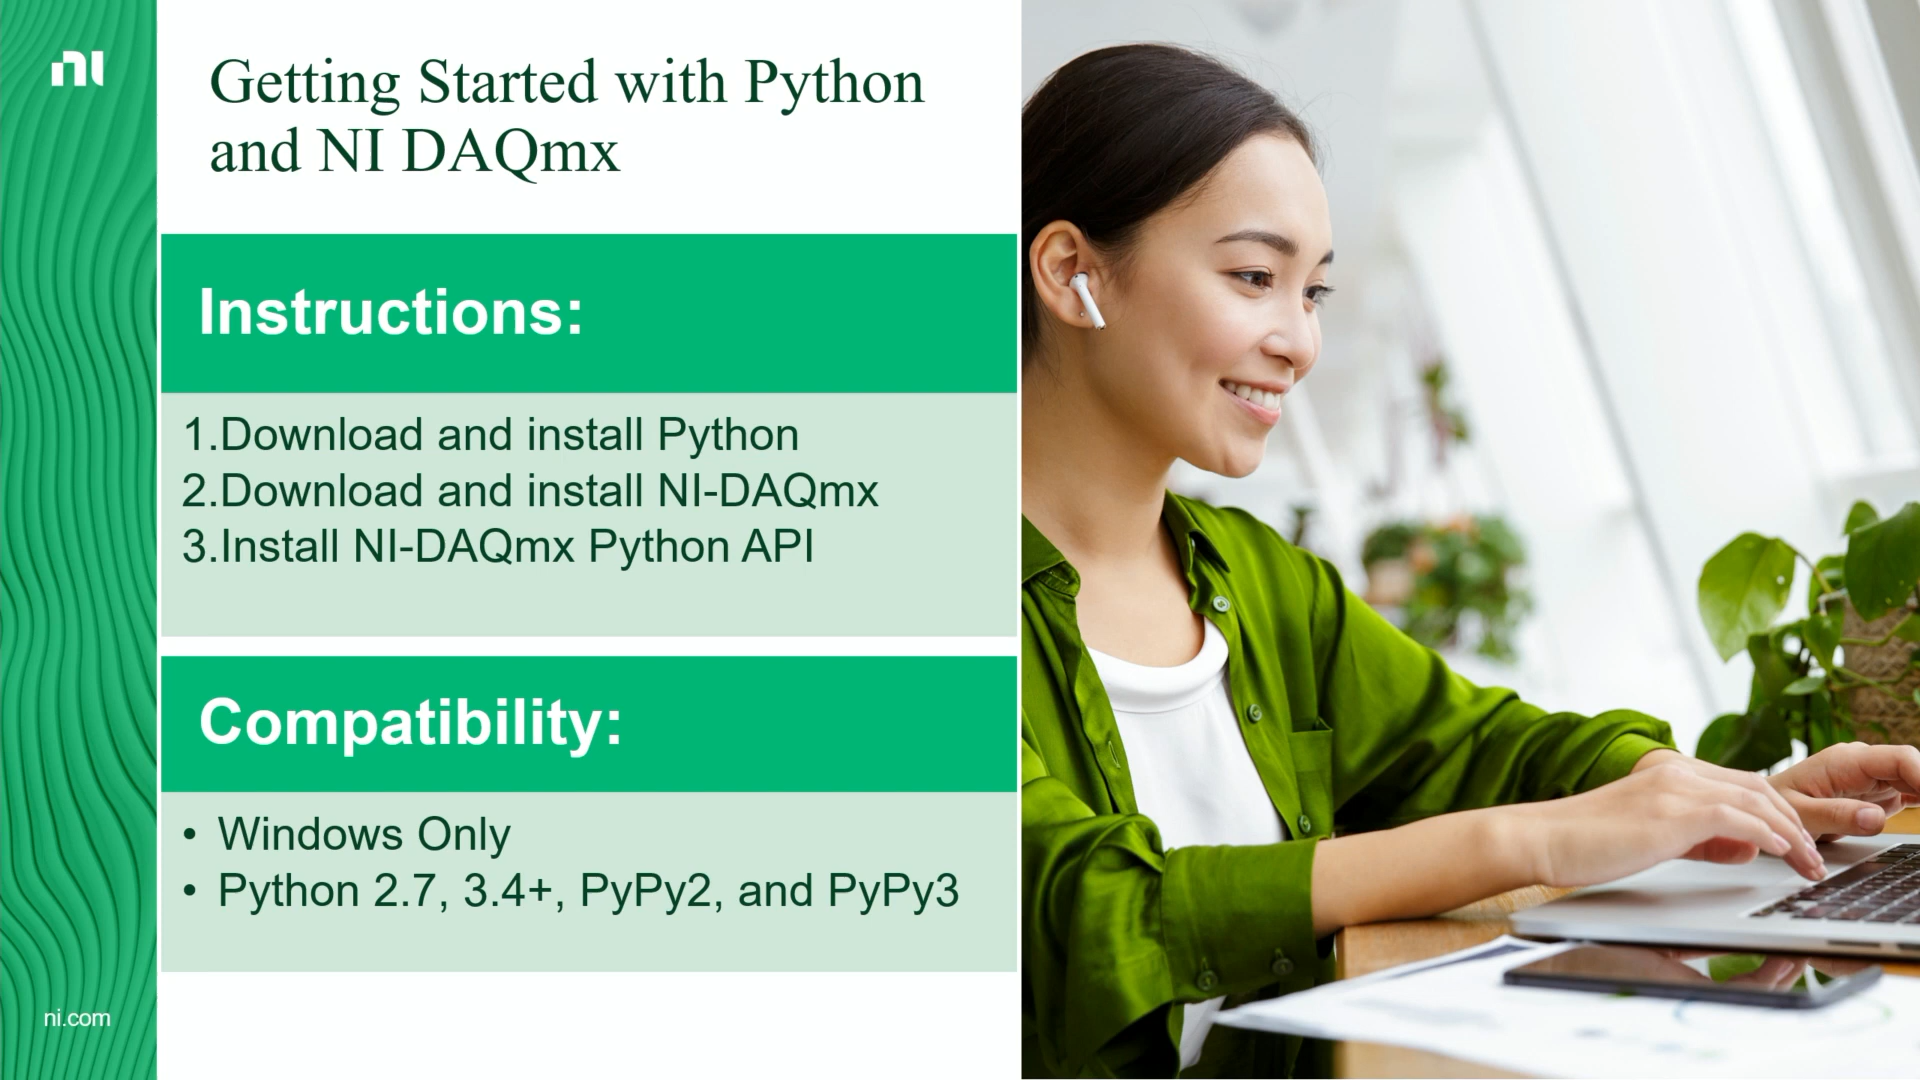 ni
Getting Started with Python
and NI DAQmx
Instructions:
1.Download and install Python
2.Download and install NI-DAQmx
3.Install NI-DAQmx Python API
Compatibility:
• Windows Only
• Python 2.7, 3.4+, PyPy2, and PyPy3
ni.com